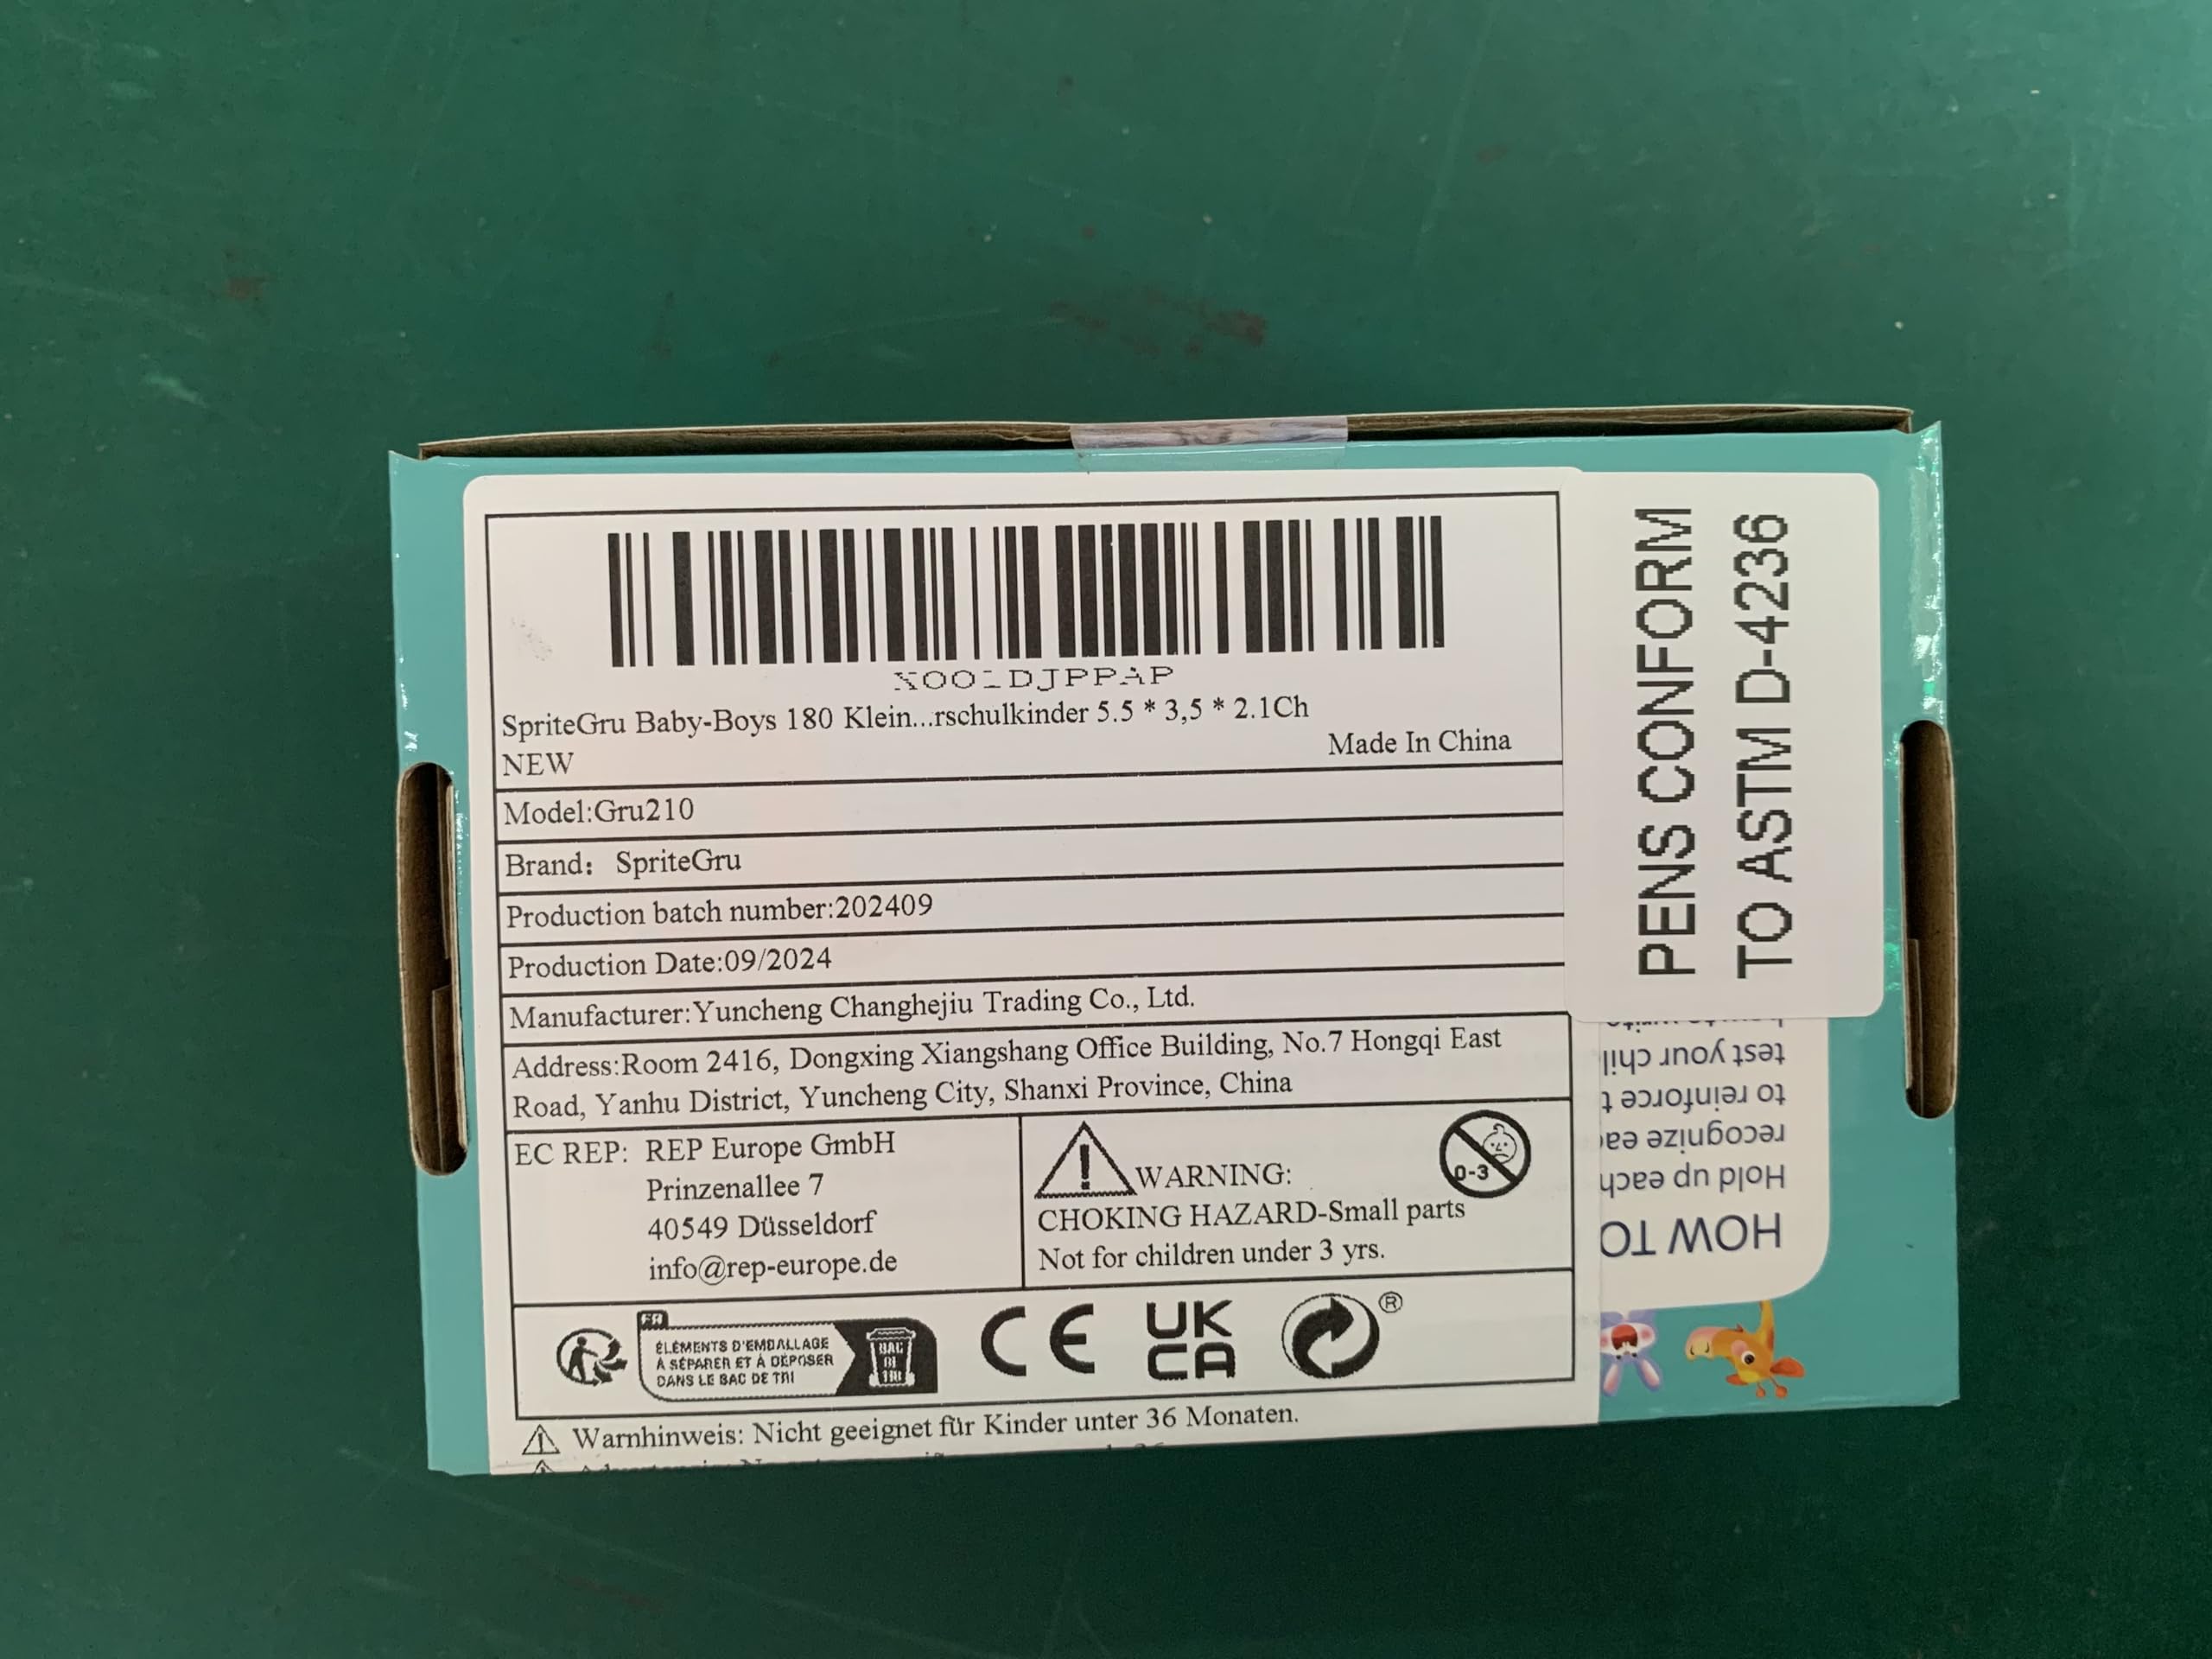 X001DJPPAP
SpriteGru Baby-Boys 180 Klein...rschulkinder 5.5 * 3,5 * 2.1Ch
NEW
Made In China
Model:Gru210
Brand: SpriteGru
Production batch number:202409
Production Date:09/2024
Manufacturer:Yuncheng Changhejiu Trading Co., Ltd.
Address:Room 2416, Dongxing Xiangshang Office Building, No.7 Hongqi East
Road, Yanhu District, Yuncheng City, Shanxi Province, China
EC REP: REP Europe GmbH
Prinzenallee 7
40549 Düsseldorf
info@rep-europe.de
WARNING:
CHOKING HAZARD-Small parts
Not for children under 3 yrs.
0-3
FR
ÉLÉMENTS D'EMBALLAGE
À SÉPARER ET À DÉPOSER
DANS LE BAC DE TRI
BAC
DE
TRI
CE
UK
CA
®
Warnhinweis: Nicht geeignet für Kinder unter 36 Monaten.
PENS CONFORM
TO ASTM D-4236
HOW TO
Hold up each
recognize ea
to reinforce t
test your chil